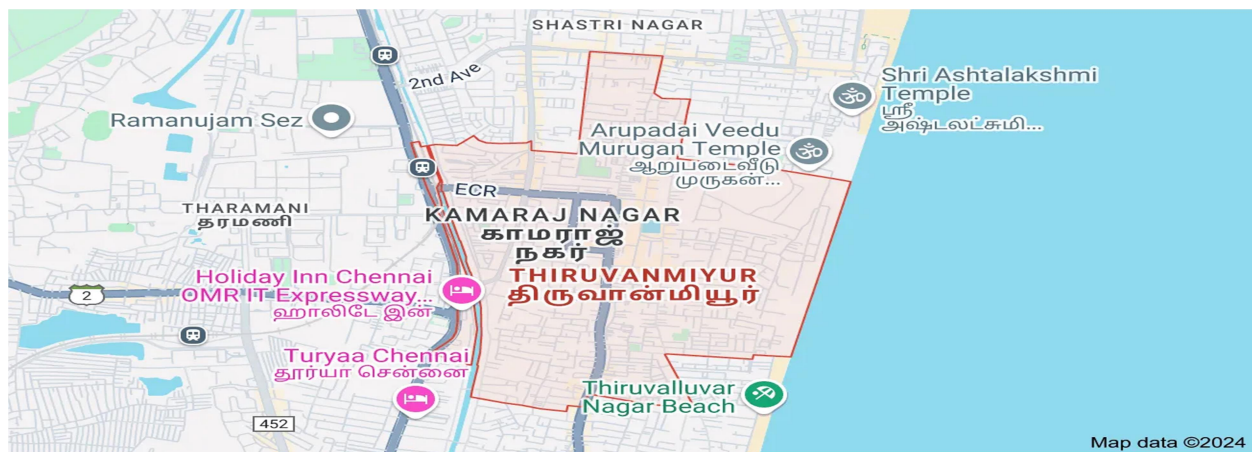 SHASTRI NAGAR
2nd Ave
Shri Ashtalakshmi
Temple
ஸ்ரீ
அஷ்டலட்சுமி...
Ramanujam Sez
Arupadai Veedu
Murugan Temple
ஆறுபடைவீடு
முருகன்...
ECR
THARAMANI
தரமணி
KAMARAJ NAGAR
காமராஜ்
நகர்
Holiday Inn Chennai
OMR IT Expressway...
ஹாலிடே இன்
THIRUVANMIYUR
திருவான்மியூர்
2
Turyaa Chennai
தூர்யா சென்னை
Thiruvalluvar
Nagar Beach
452
Map data ©2024